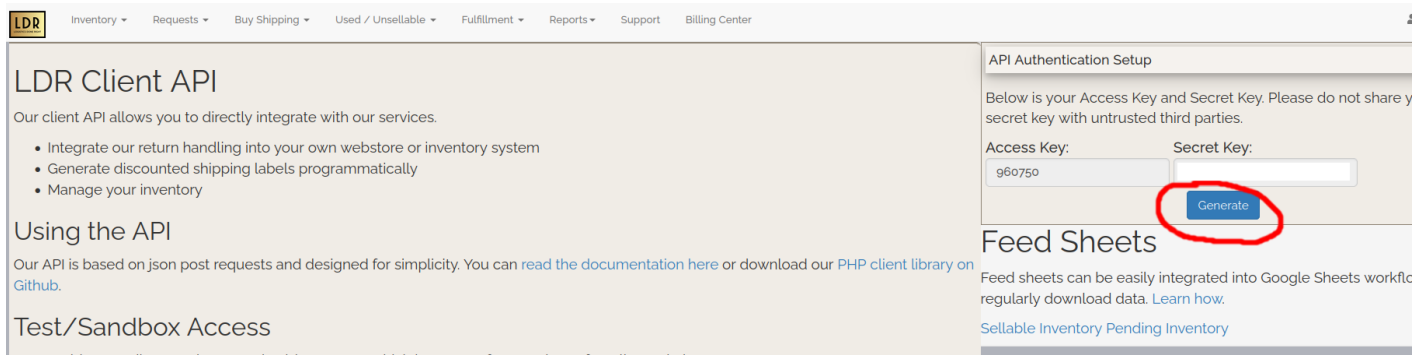 LDR
Inventory
Requests
Buy Shipping
Used / Unsellable
Fulfillment
Reports
Support
Billing Center
LDR Client API
Our client API allows you to directly integrate with our services.
Integrate our return handling into your own webstore or inventory system
Generate discounted shipping labels programmatically
Manage your inventory
Using the API
Our API is based on json post requests and designed for simplicity. You can read the documentation here or download our PHP client library on
Github.
Test/Sandbox Access
API Authentication Setup
Below is your Access Key and Secret Key. Please do not share
secret key with untrusted third parties.
Access Key:
Secret Key:
960750
Generate
Feed Sheets
Feed sheets can be easily integrated into Google Sheets
regularly download data. Learn how.
Sellable Inventory Pending Inventory